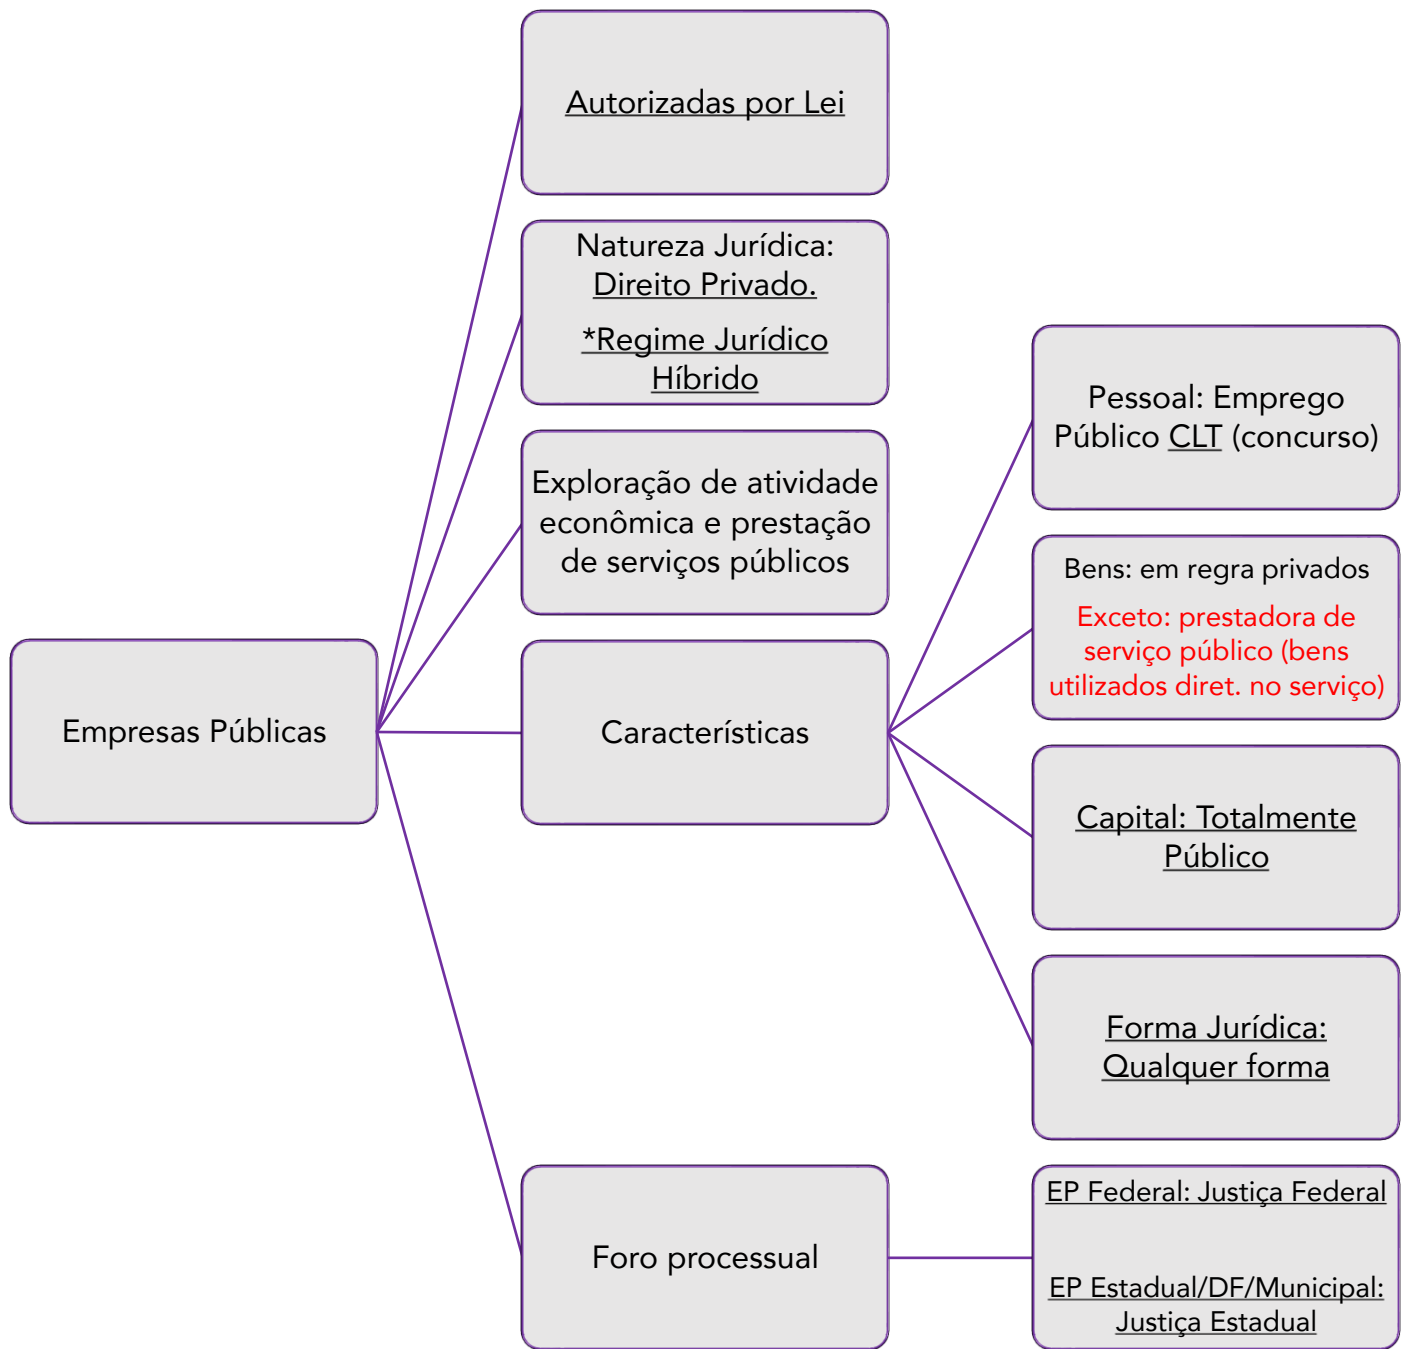 Autorizadas por Lei
Natureza Jurídica:
Direito Privado.
*Regime Jurídico
Híbrido
Exploração de atividade
econômica e prestação
de serviços públicos
Empresas Públicas
Características
Pessoal: Emprego
Público CLT (concurso)
Bens: em regra privados
Exceto: prestadora de
serviço público (bens
utilizados diret. no serviço)
Capital: Totalmente
Público
Forma Jurídica:
Qualquer forma
Foro processual
EP Federal: Justiça Federal
EP Estadual/DF/Municipal:
Justiça Estadual